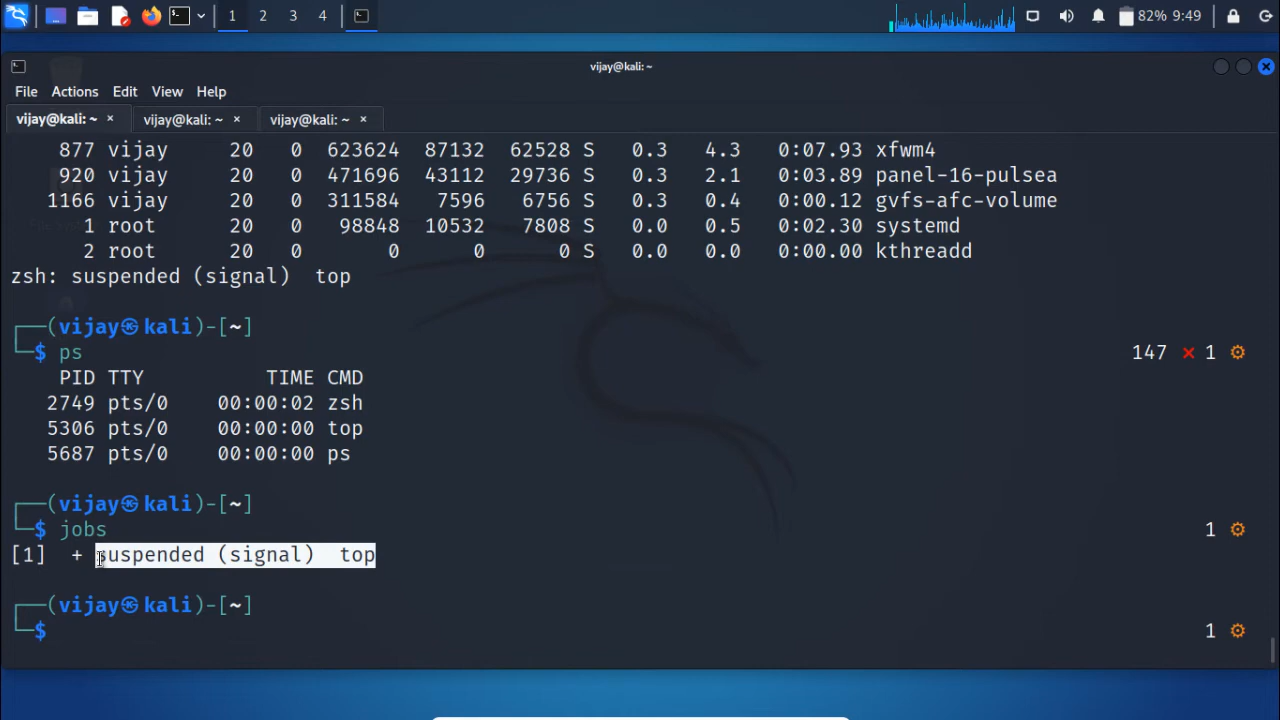 1 2 3 4 82% 9:49
vijay@kali:~
File Actions Edit View Help
vijay@kali: ~ × vijay@kali: ~ × vijay@kali: ~ ×
877 vijay 20 0 623624 87132 62528 S 0.3 4.3 0:07.93 xfwm4
920 vijay 20 0 471696 43112 29736 S 0.3 2.1 0:03.89 panel-16-pulsea
1166 vijay 20 0 311584 7596 6756 S 0.3 0.4 0:00.12 gvfs-afc-volume
1 root 20 0 98848 10532 7808 S 0.0 0.5 0:02.30 systemd
2 root 20 0 0 0 0 S 0.0 0.0 0:00.00 kthreadd
zsh: suspended (signal) top
┌──(vijay㉿kali)-[~]
└─$ ps 147 ⨯ 1 ⚙
PID TTY TIME CMD
2749 pts/0 00:00:02 zsh
5306 pts/0 00:00:00 top
5687 pts/0 00:00:00 ps
┌──(vijay㉿kali)-[~]
└─$ jobs 1 ⚙
[1] + suspended (signal) top
┌──(vijay㉿kali)-[~]
└─$ 1 ⚙